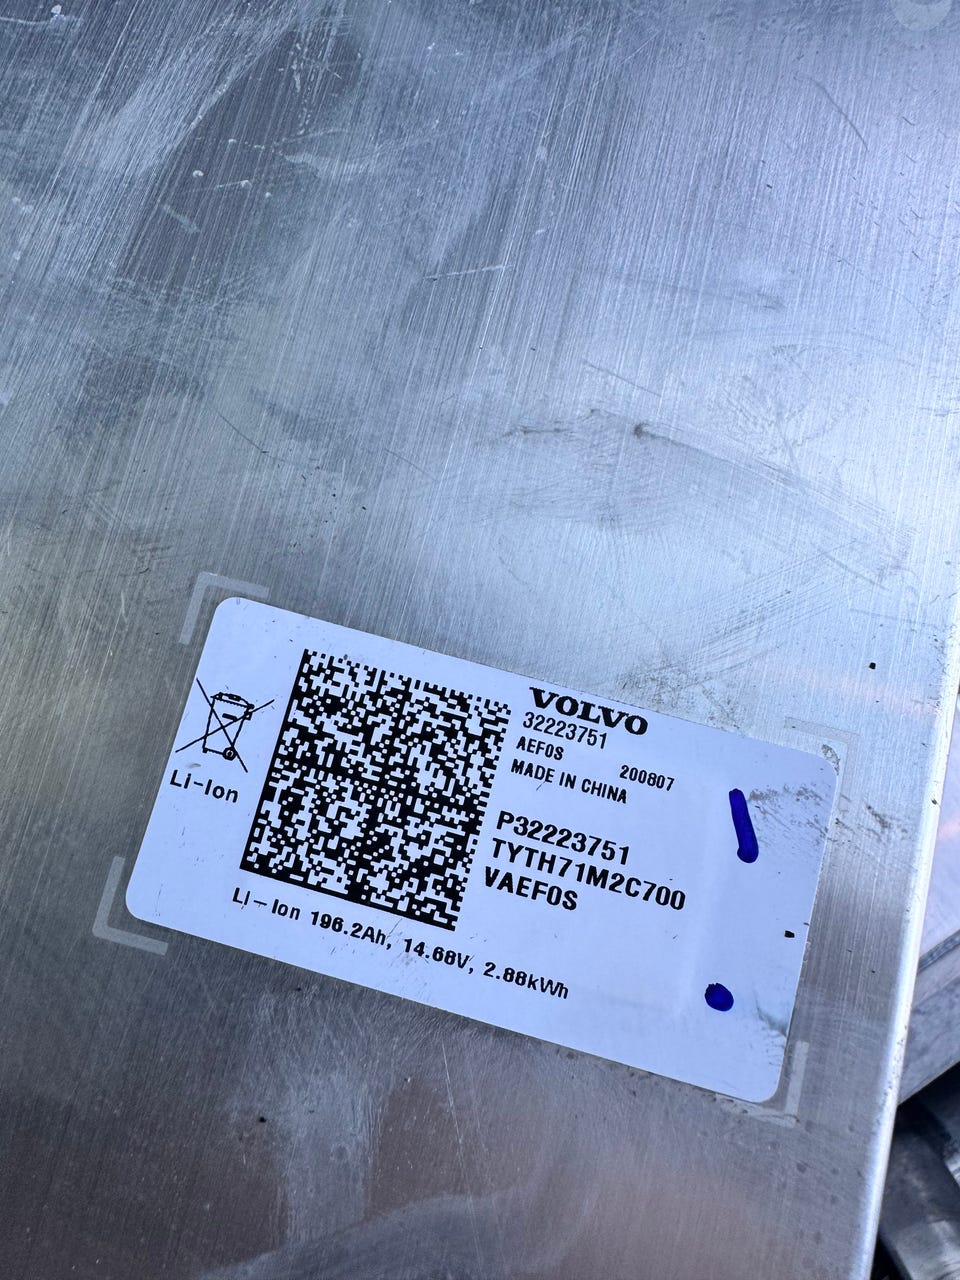 VOLVO
32223751
AEF0S 200807
MADE IN CHINA
P32223751
TYTH71M2C700
VAEF0S
Li-Ion
Li-Ion 196.2Ah, 14.68V, 2.88kWh